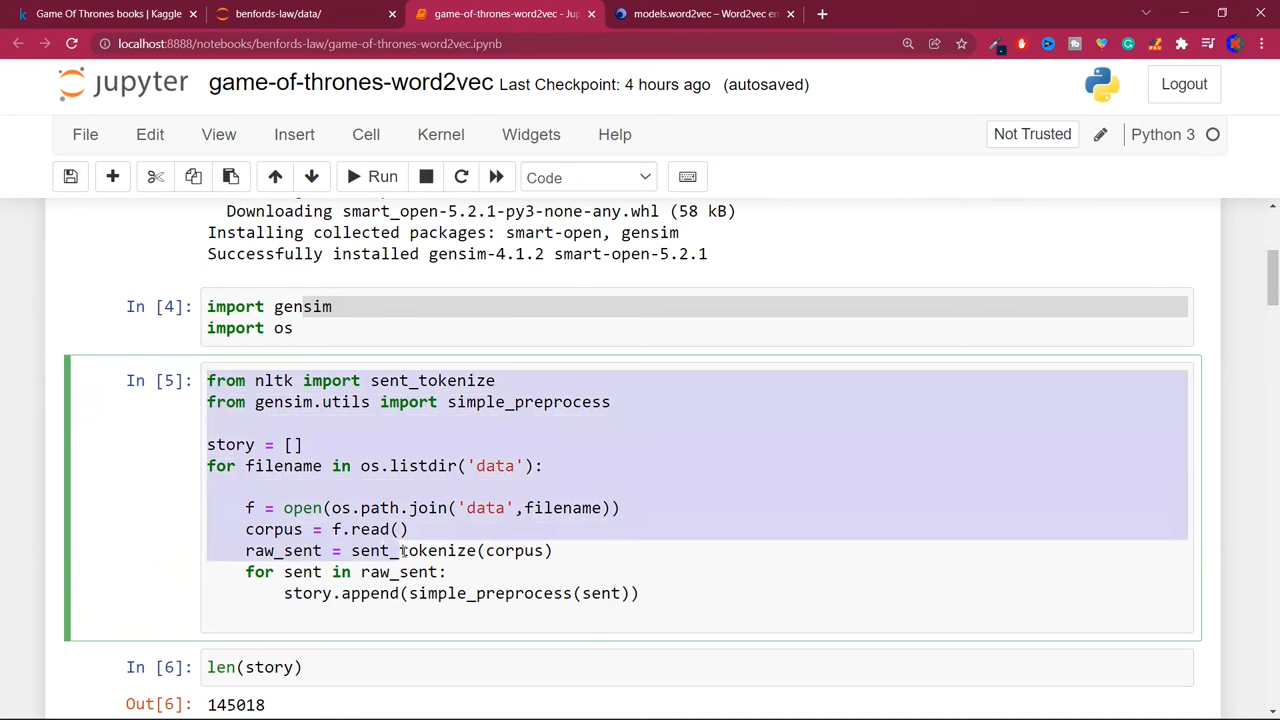 Game Of Thrones books | Kaggle
benfords-law/data/
game-of-thrones-word2vec - Jup
models.word2vec – Word2vec en
localhost:8888/notebooks/benfords-law/game-of-thrones-word2vec.ipynb
jupyter game-of-thrones-word2vec Last Checkpoint: 4 hours ago (autosaved) Logout
File Edit View Insert Cell Kernel Widgets Help Not Trusted Python 3
Run Code
Downloading smart_open-5.2.1-py3-none-any.whl (58 kB)
Installing collected packages: smart-open, gensim
Successfully installed gensim-4.1.2 smart-open-5.2.1
In [4]: import gensim
import os
In [5]: from nltk import sent_tokenize
from gensim.utils import simple_preprocess
story = []
for filename in os.listdir('data'):
f = open(os.path.join('data',filename))
corpus = f.read()
raw_sent = sent_tokenize(corpus)
for sent in raw_sent:
story.append(simple_preprocess(sent))
In [6]: len(story)
Out[6]: 145018